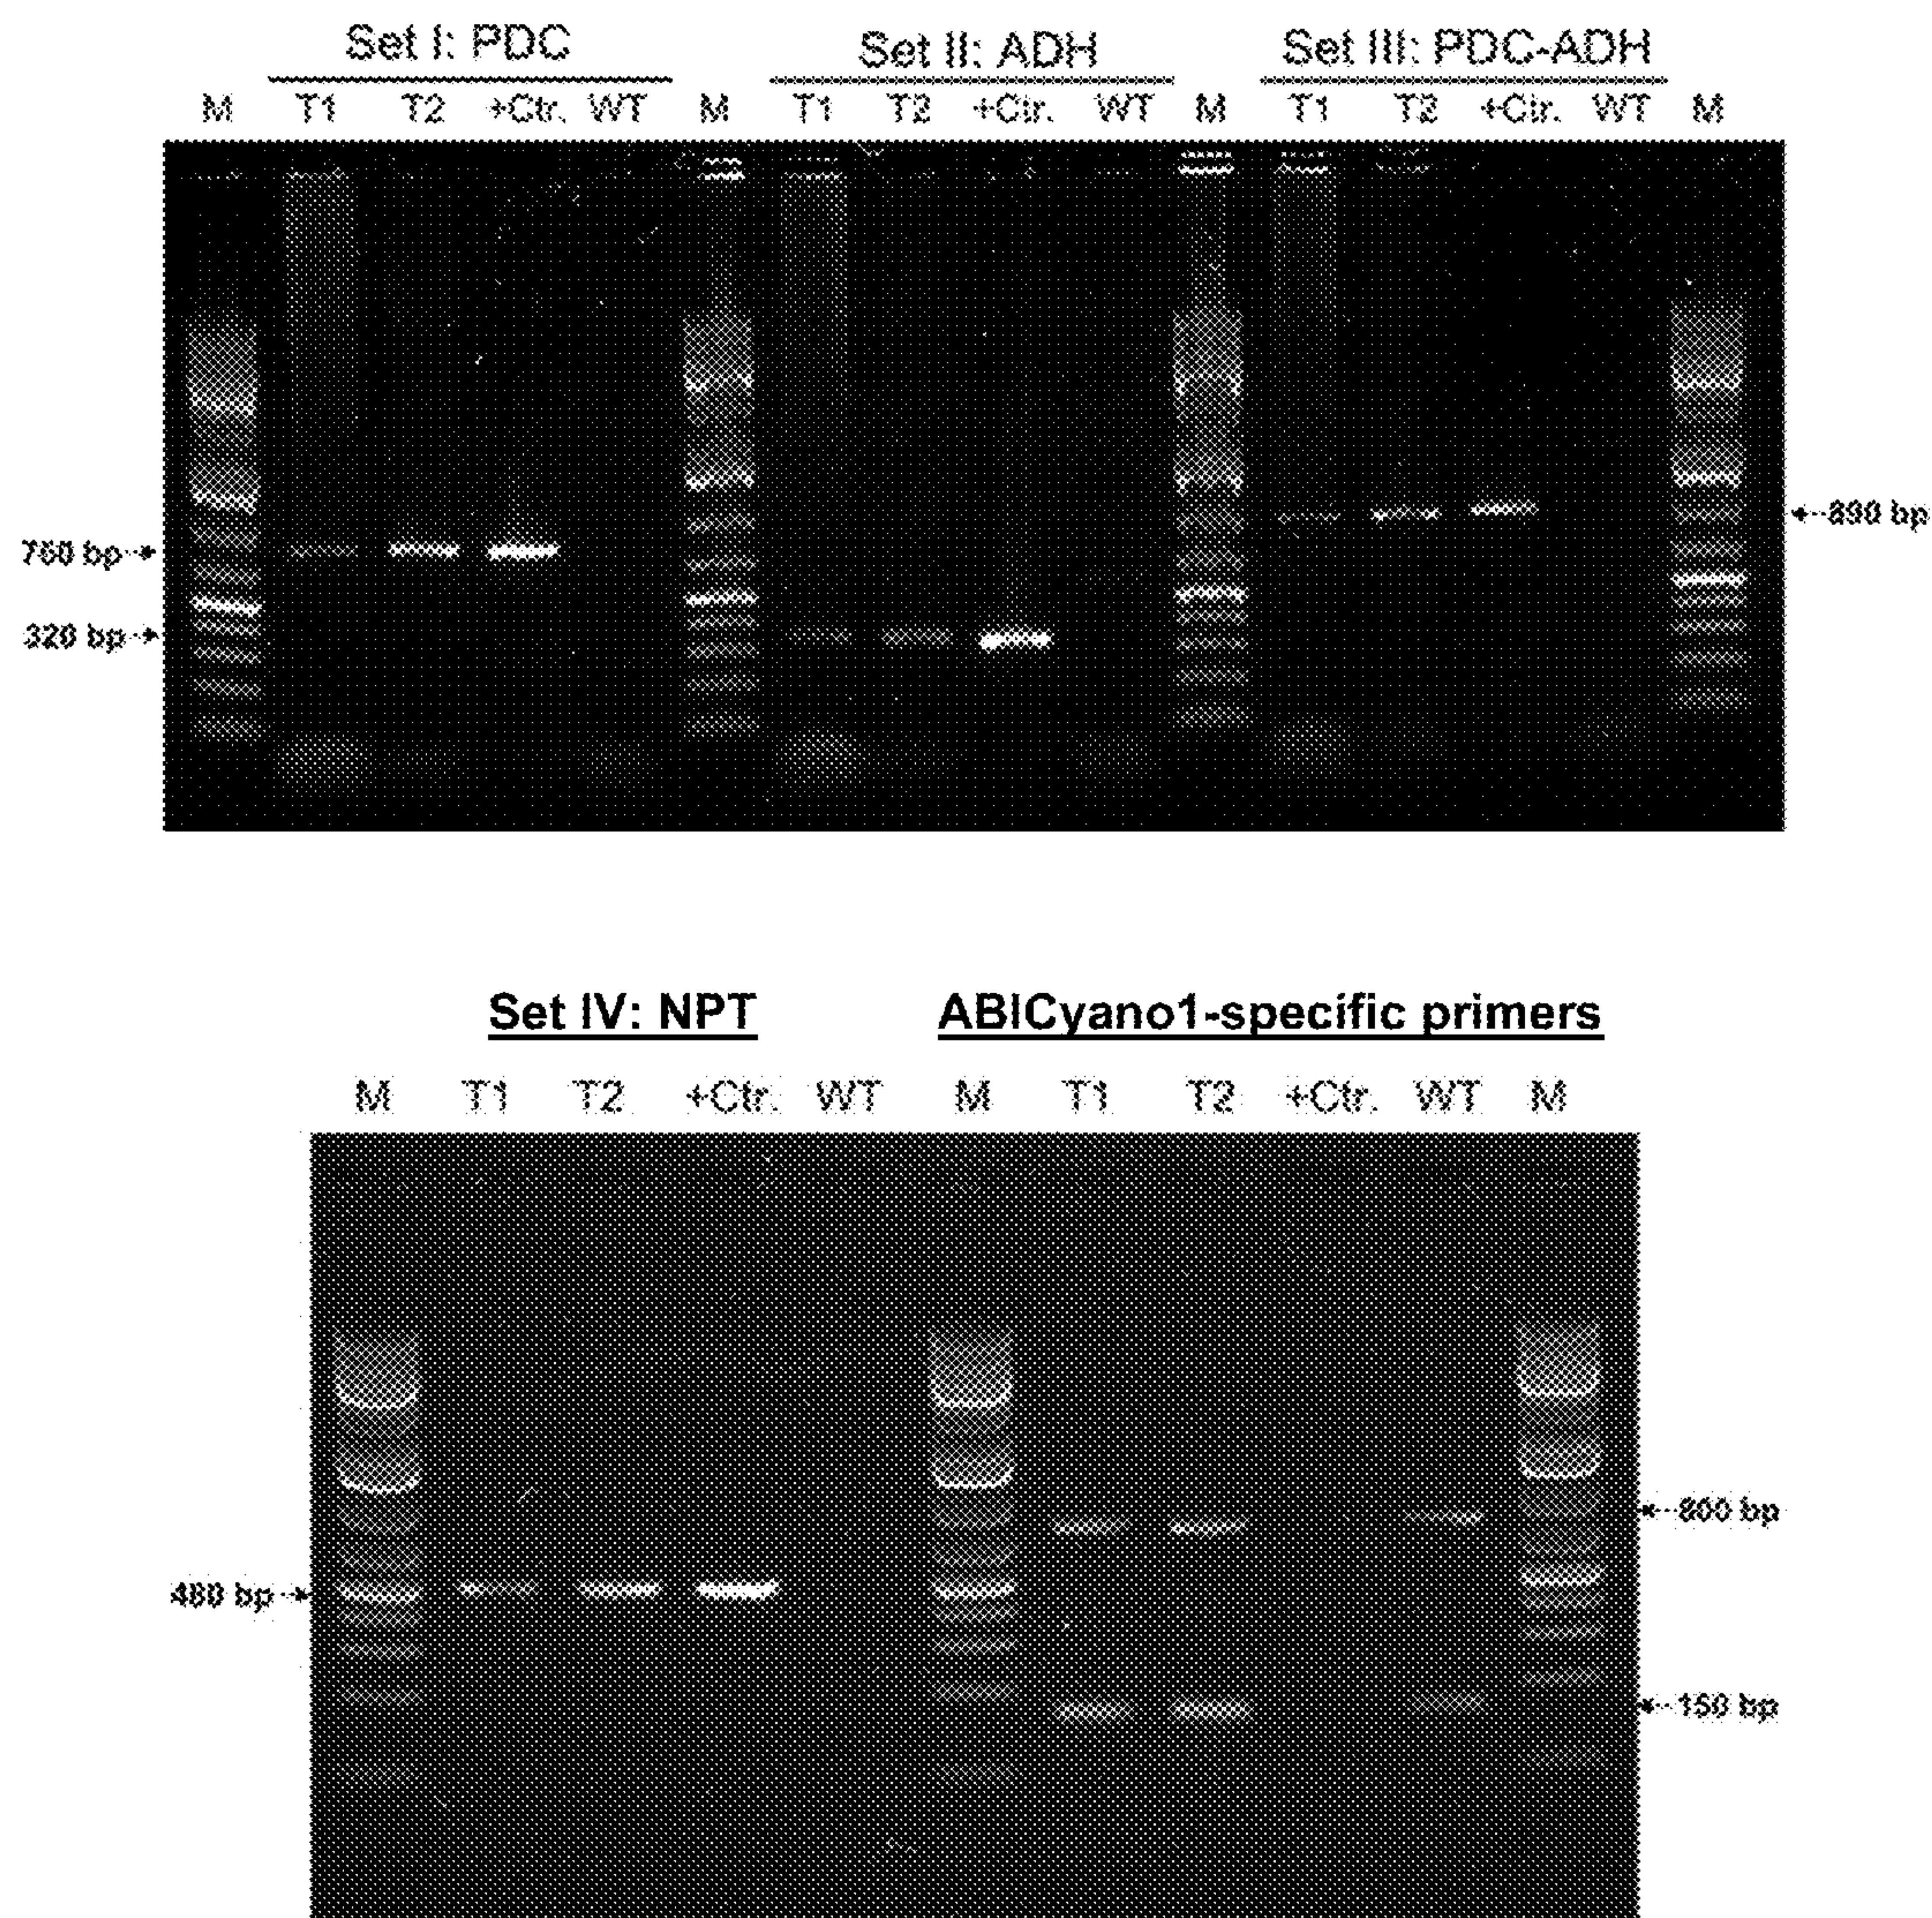 Set I: PDC Set II: ADH Set III: PDC-ADH
M T1 T2 +Ctr. WT M T1 T2 +Ctr. WT M T1 T2 +Ctr. WT M
890 bp
760 bp
320 bp
Set IV: NPT ABICyano1-specific primers
M T1 T2 +Ctr. WT M T1 T2 +Ctr. WT M
800 bp
480 bp
150 bp